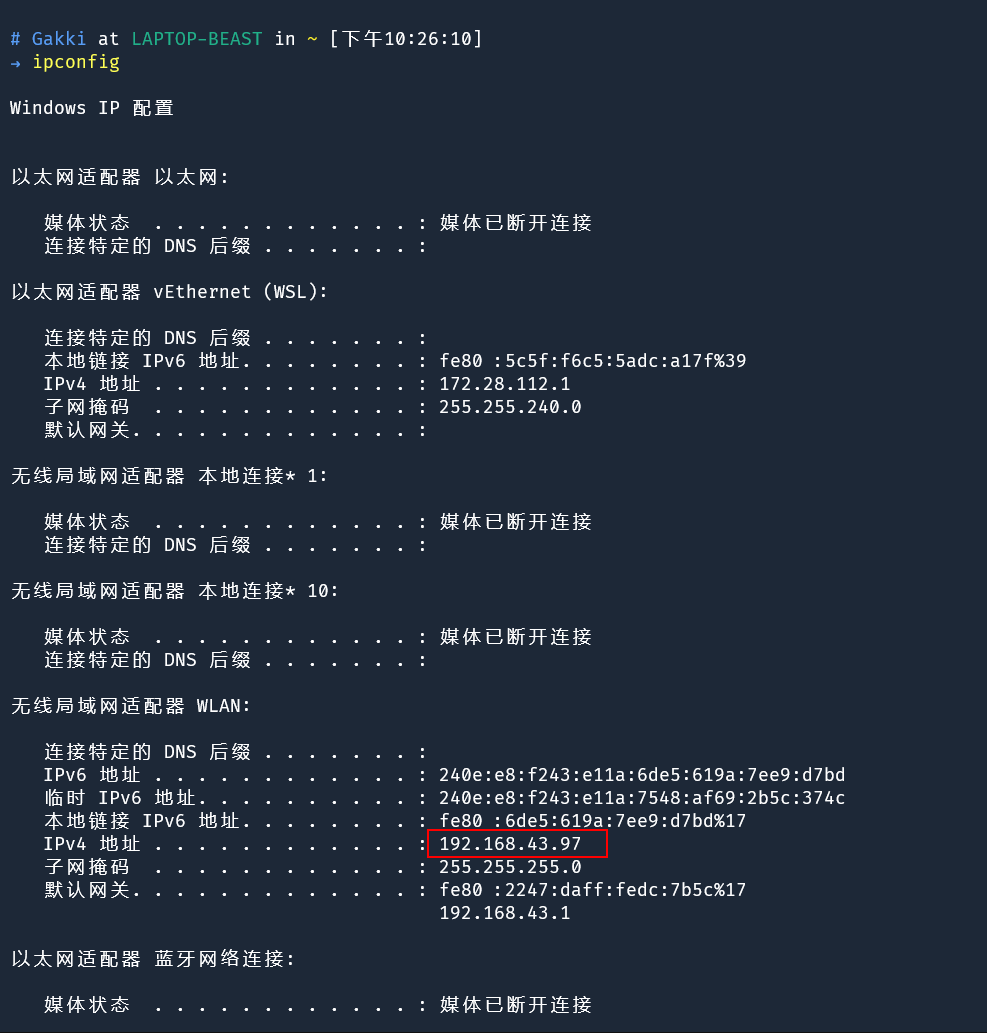 # Gakki at LAPTOP-BEAST in ~ [下午10:26:10]
→ ipconfig
Windows IP 配置
以太网适配器 以太网:
媒体状态 . . . . . . . . . . . . : 媒体已断开连接
连接特定的 DNS 后缀 . . . . . . . :
以太网适配器 vEthernet (WSL):
连接特定的 DNS 后缀 . . . . . . . :
本地链接 IPv6 地址. . . . . . . . : fe80 :5c5f:f6c5:5adc:a17f%39
IPv4 地址 . . . . . . . . . . . . : 172.28.112.1
子网掩码 . . . . . . . . . . . . : 255.255.240.0
默认网关. . . . . . . . . . . . . :
无线局域网适配器 本地连接* 1:
媒体状态 . . . . . . . . . . . . : 媒体已断开连接
连接特定的 DNS 后缀 . . . . . . . :
无线局域网适配器 本地连接* 10:
媒体状态 . . . . . . . . . . . . : 媒体已断开连接
连接特定的 DNS 后缀 . . . . . . . :
无线局域网适配器 WLAN:
连接特定的 DNS 后缀 . . . . . . . :
IPv6 地址 . . . . . . . . . . . . : 240e:e8:f243:e11a:6de5:619a:7ee9:d7bd
临时 IPv6 地址. . . . . . . . . . : 240e:e8:f243:e11a:7548:af69:2b5c:374c
本地链接 IPv6 地址. . . . . . . . : fe80 :6de5:619a:7ee9:d7bd%17
IPv4 地址 . . . . . . . . . . . . : 192.168.43.97
子网掩码 . . . . . . . . . . . . : 255.255.255.0
默认网关. . . . . . . . . . . . . : fe80 :2247:daff:fedc:7b5c%17
192.168.43.1
以太网适配器 蓝牙网络连接:
媒体状态 . . . . . . . . . . . . : 媒体已断开连接